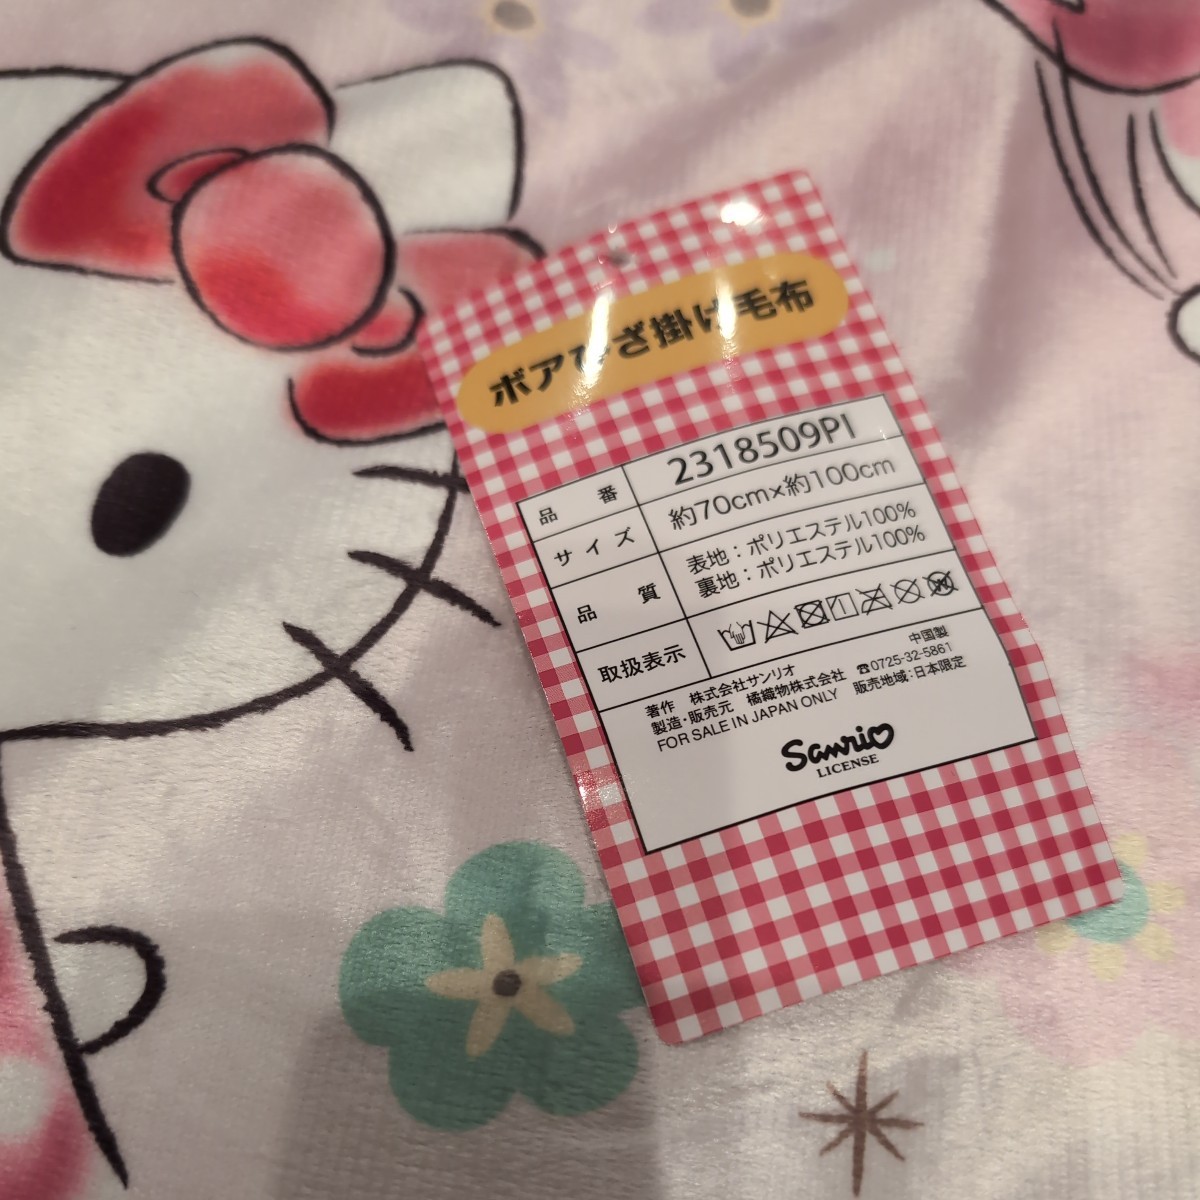 ボアひざ掛け毛布
品番 2318509PI
サイズ 約70cm×約100cm
品質 表地：ポリエステル100%
裏地：ポリエステル100%
取扱表示
中国製
著作 株式会社サンリオ
製造・販売元 橘織物株式会社 ☎0725-32-5861
FOR SALE IN JAPAN ONLY 販売地域：日本限定
Sanrio
LICENSE